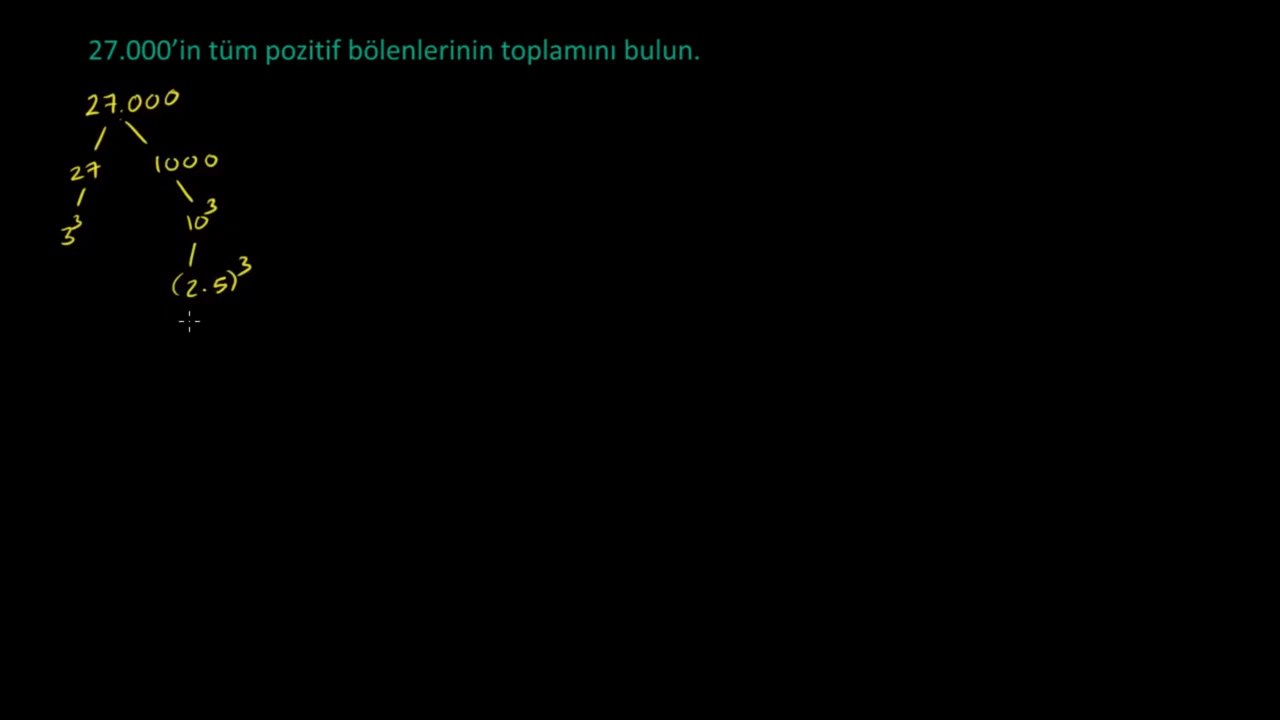 27.000’in tüm pozitif bölenlerinin toplamını bulun.
27.000
27 1000
3³ 10³
(2.5)³